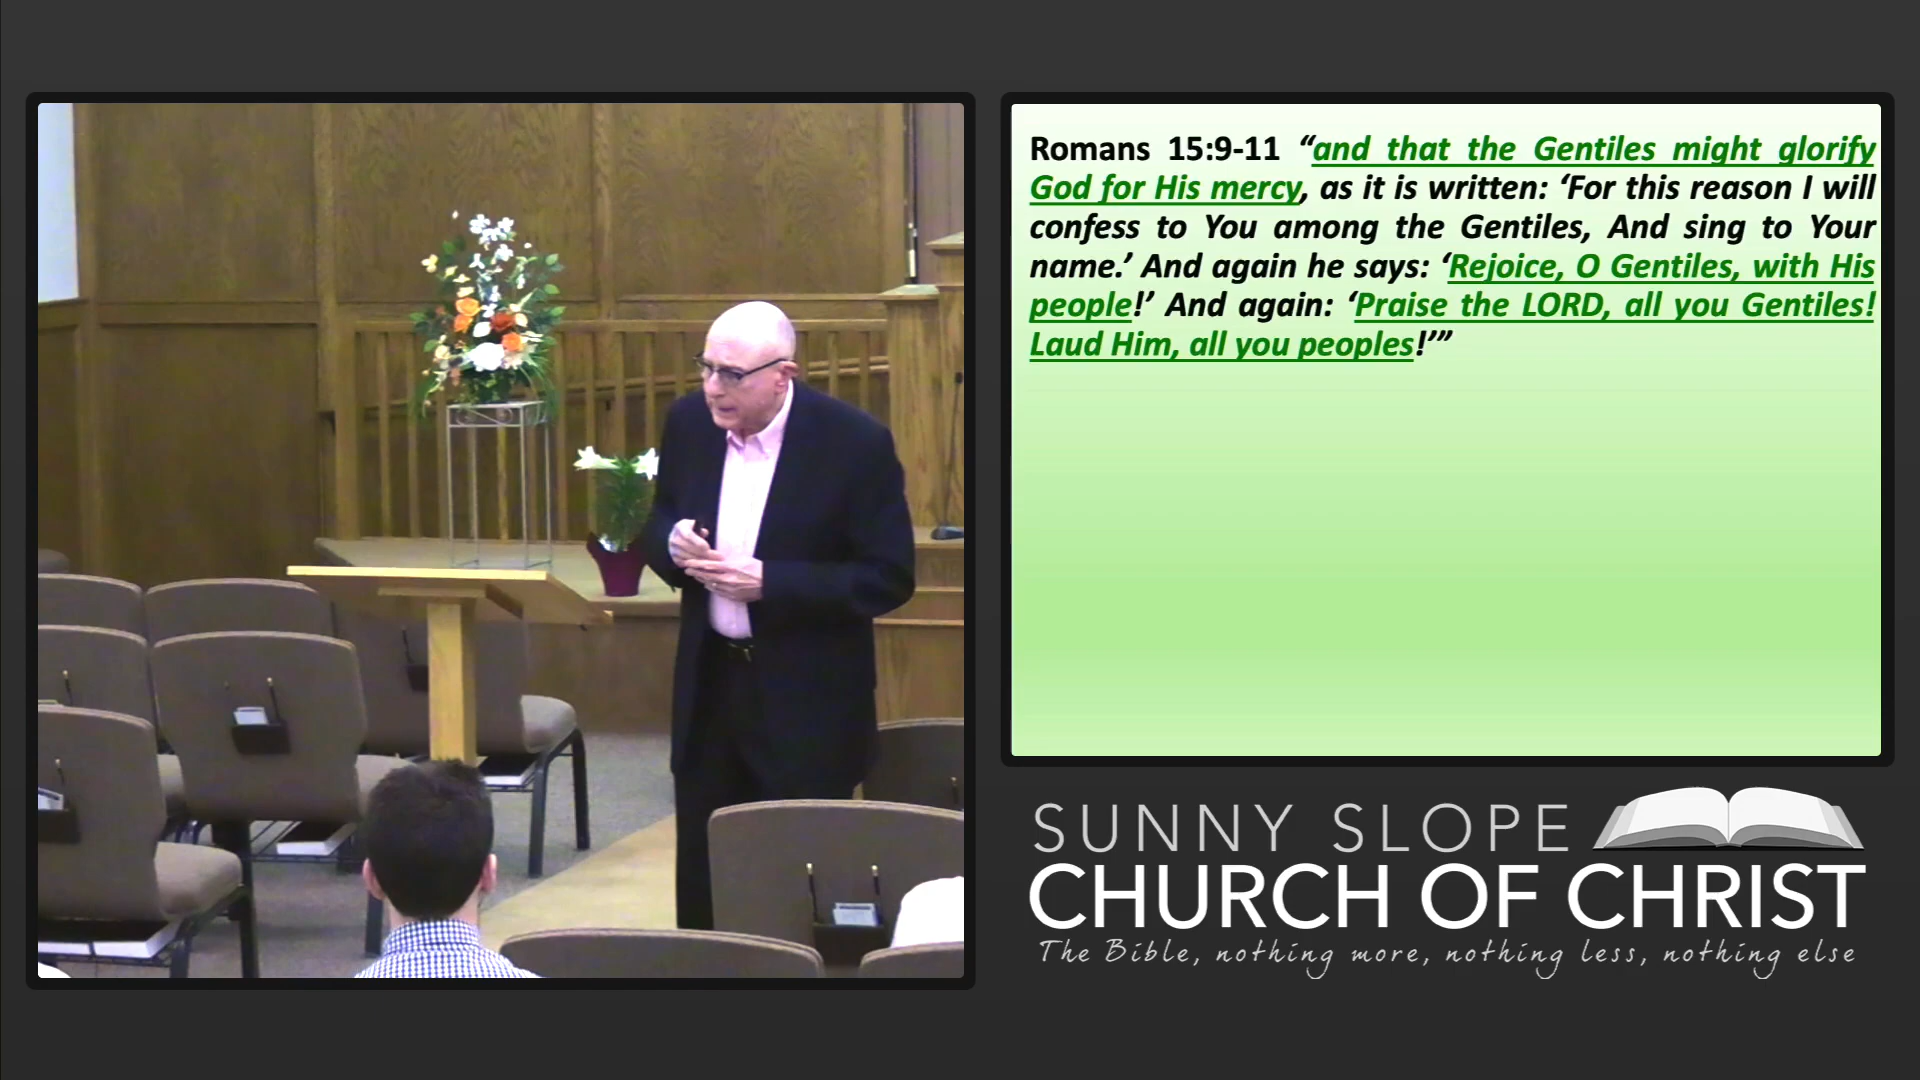 Romans 15:9-11 “and that the Gentiles might glorify
God for His mercy, as it is written: ‘For this reason I will
confess to You among the Gentiles, And sing to Your
name.’ And again he says: ‘Rejoice, O Gentiles, with His
people!’ And again: ‘Praise the LORD, all you Gentiles!
Laud Him, all you peoples!’”
SUNNY SLOPE
CHURCH OF CHRIST
The Bible, nothing more, nothing less, nothing else